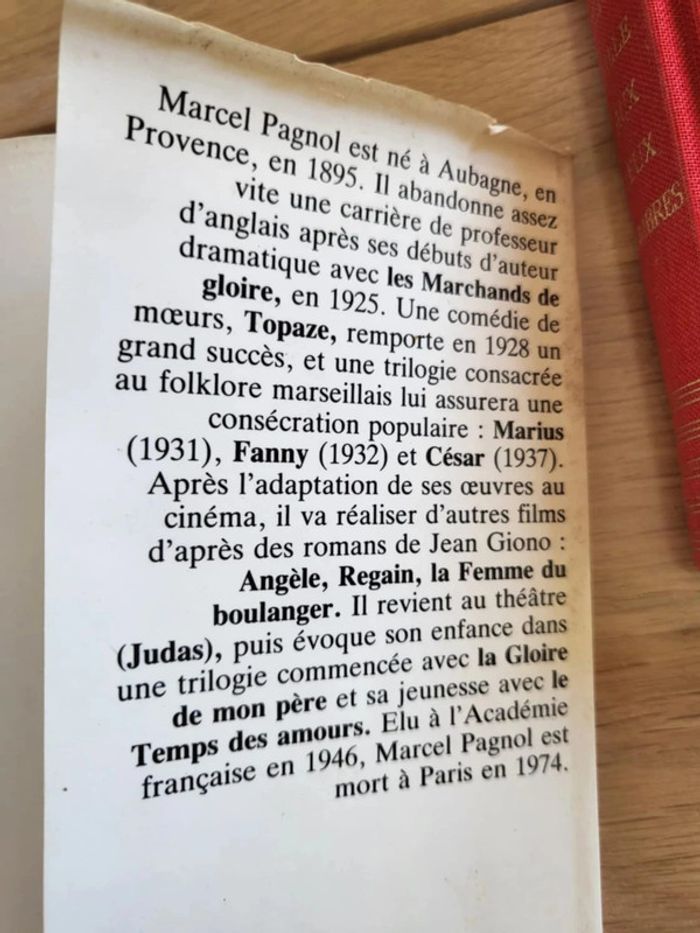 Marcel Pagnol est né à Aubagne, en
Provence, en 1895. Il abandonne assez
vite une carrière de professeur
d'anglais après ses débuts d'auteur
dramatique avec les Marchands de
gloire, en 1925. Une comédie de
mœurs, Topaze, remporte en 1928 un
grand succès, et une trilogie consacrée
au folklore marseillais lui assurera une
consécration populaire : Marius
(1931), Fanny (1932) et César (1937).
Après l'adaptation de ses œuvres au
cinéma, il va réaliser d'autres films
d'après des romans de Jean Giono :
Angèle, Regain, la Femme du
boulanger. Il revient au théâtre
(Judas), puis évoque son enfance dans
une trilogie commencée avec la Gloire
de mon père et sa jeunesse avec le
Temps des amours. Elu à l'Académie
française en 1946, Marcel Pagnol est
mort à Paris en 1974.